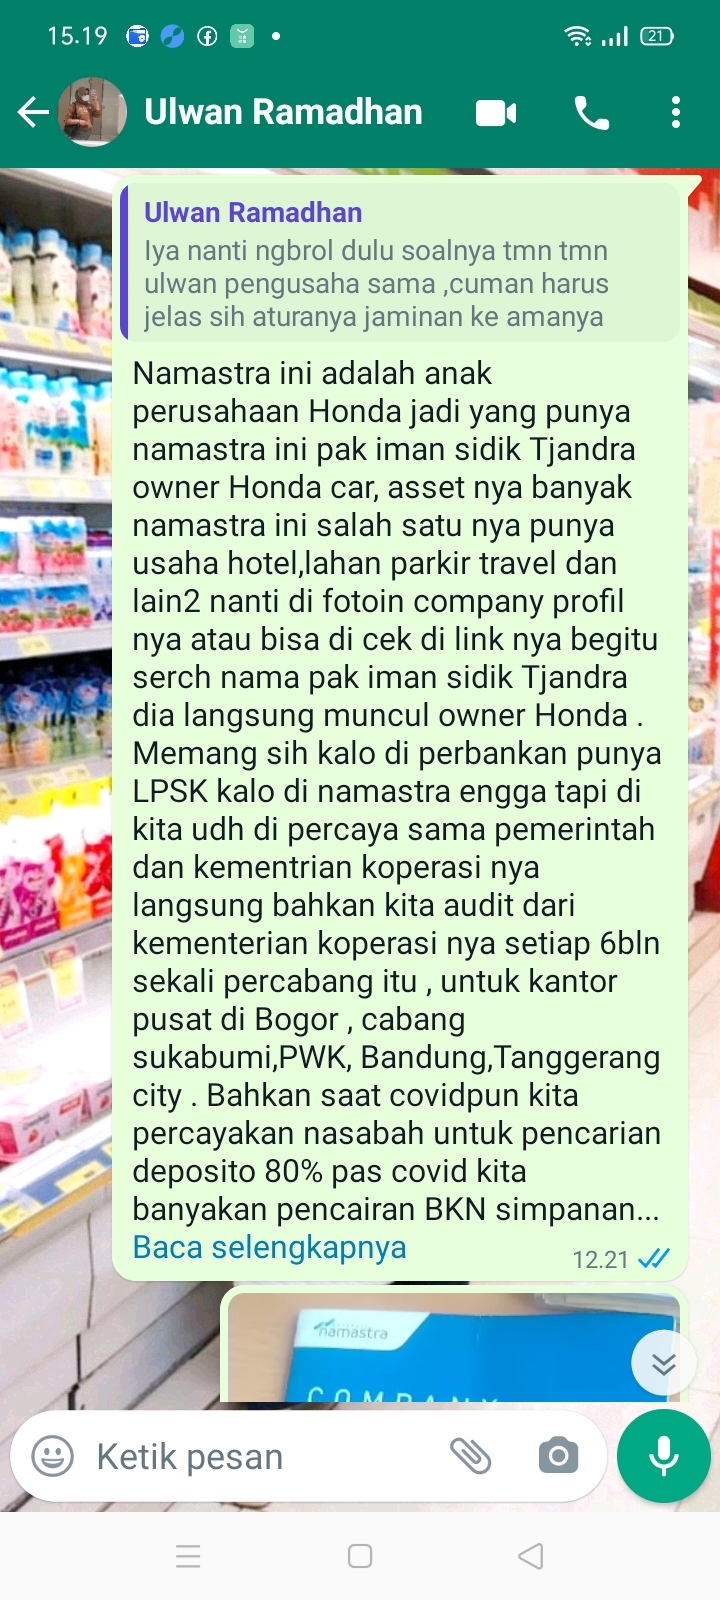 15.19
21
Ulwan Ramadhan
Ulwan Ramadhan
Iya nanti ngbrol dulu soalnya tmn tmn
ulwan pengusaha sama ,cuman harus
jelas sih aturanya jaminan ke amanya
Namastra ini adalah anak
perusahaan Honda jadi yang punya
namastra ini pak iman sidik Tjandra
owner Honda car, asset nya banyak
namastra ini salah satu nya punya
usaha hotel,lahan parkir travel dan
lain2 nanti di fotoin company profil
nya atau bisa di cek di link nya begitu
serch nama pak iman sidik Tjandra
dia langsung muncul owner Honda .
Memang sih kalo di perbankan punya
LPSK kalo di namastra engga tapi di
kita udh di percaya sama pemerintah
dan kementrian koperasi nya
langsung bahkan kita audit dari
kementerian koperasi nya setiap 6bln
sekali percabang itu , untuk kantor
pusat di Bogor , cabang
sukabumi,PWK, Bandung,Tanggerang
city . Bahkan saat covidpun kita
percayakan nasabah untuk pencarian
deposito 80% pas covid kita
banyakan pencairan BKN simpanan...
Baca selengkapnya
12.21
namastra
COMPANY
Ketik pesan